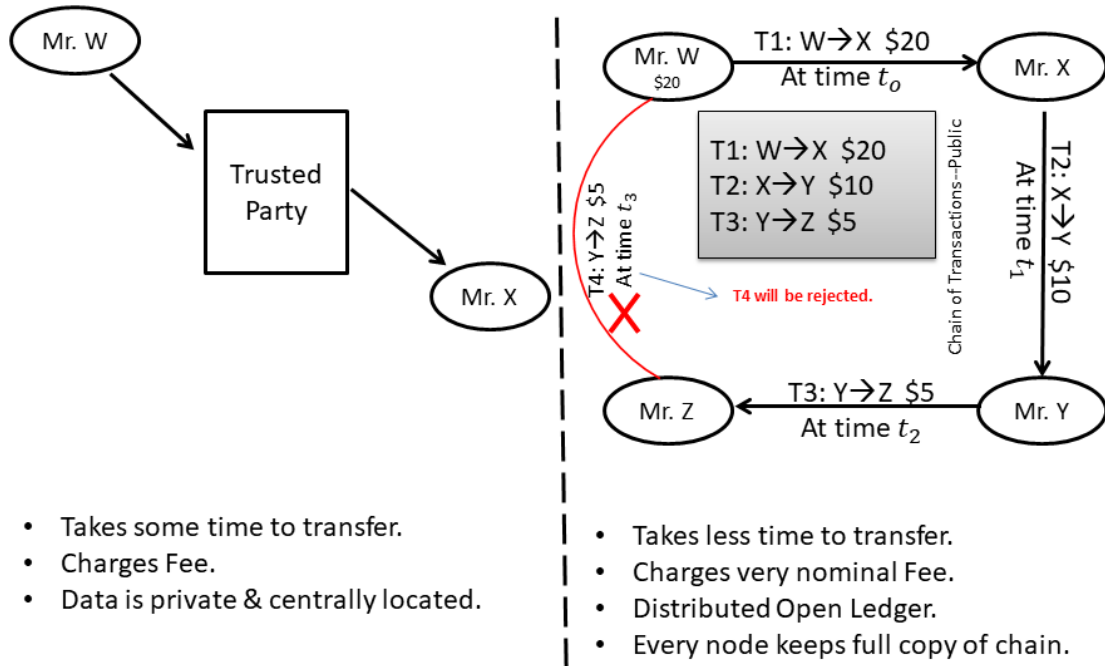 Mr. W
Trusted
Party
Mr. X
• Takes some time to transfer.
• Charges Fee.
• Data is private & centrally located.
Mr. W
$20
T1: W→X $20
At time t₀
Mr. X
T1: W→X $20
T2: X→Y $10
T3: Y→Z $5
Chain of Transactions--Public
T2: X→Y $10
At time t₁
T4: Y→Z $5
At time t₃
T4 will be rejected.
Mr. Z
T3: Y→Z $5
At time t₂
Mr. Y
• Takes less time to transfer.
• Charges very nominal Fee.
• Distributed Open Ledger.
• Every node keeps full copy of chain.